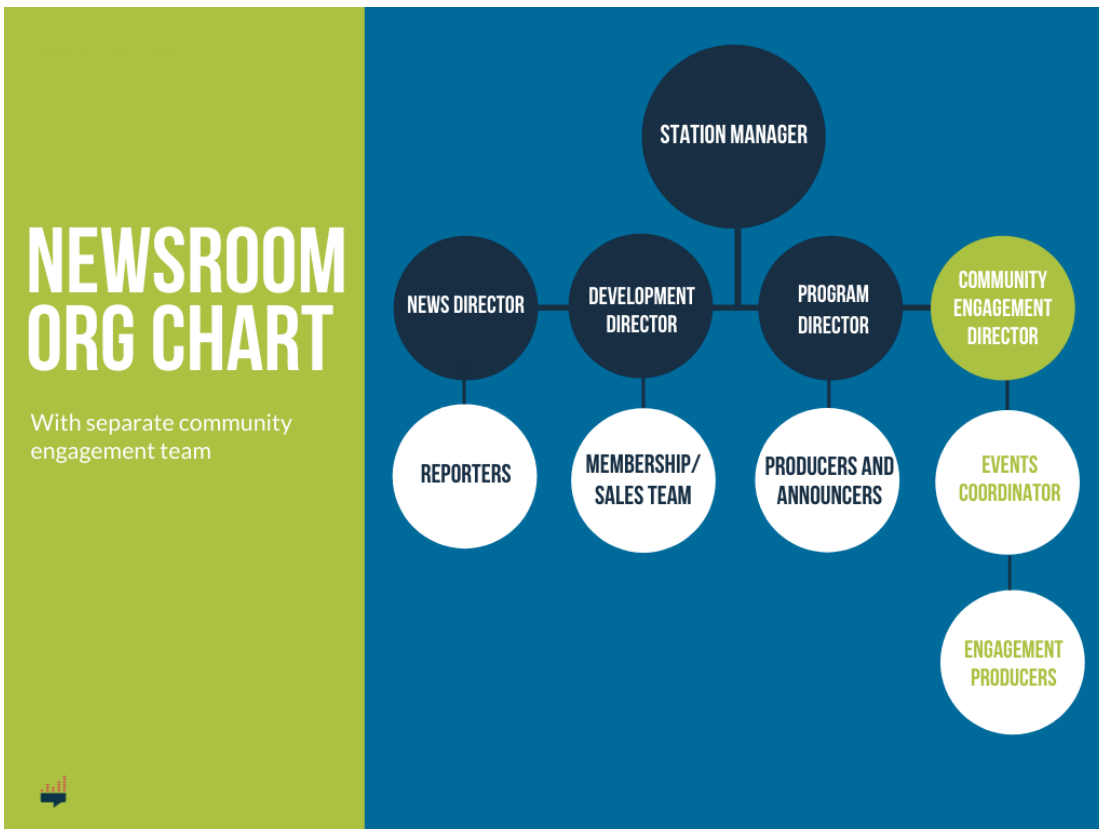 NEWSROOM
ORG CHART
With separate community
engagement team
STATION MANAGER
NEWS DIRECTOR
DEVELOPMENT
DIRECTOR
PROGRAM
DIRECTOR
COMMUNITY
ENGAGEMENT
DIRECTOR
REPORTERS
MEMBERSHIP/
SALES TEAM
PRODUCERS AND
ANNOUNCERS
EVENTS
COORDINATOR
ENGAGEMENT
PRODUCERS